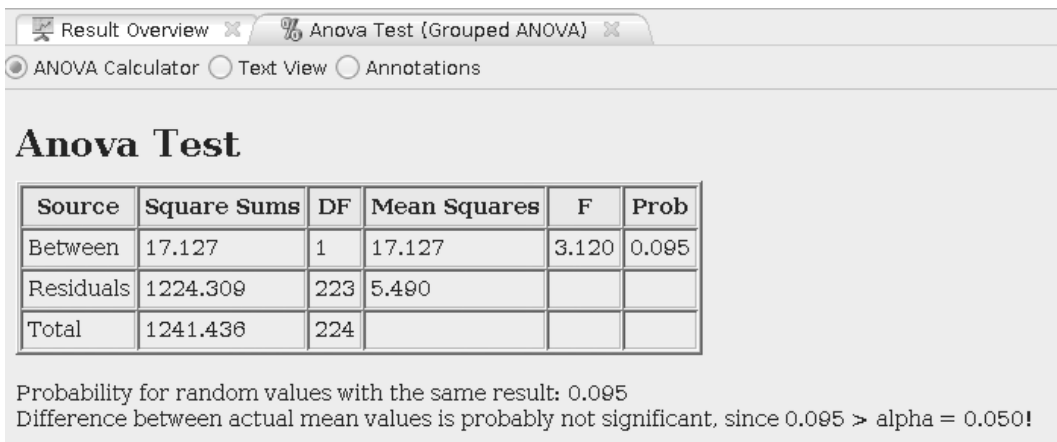 Result Overview Anova Test (Grouped ANOVA)
ANOVA Calculator Text View Annotations
Anova Test
Source Square Sums DF Mean Squares F Prob
Between 17.127 1 17.127 3.120 0.095
Residuals 1224.309 223 5.490
Total 1241.436 224
Probability for random values with the same result: 0.095
Difference between actual mean values is probably not significant, since 0.095 > alpha = 0.050!